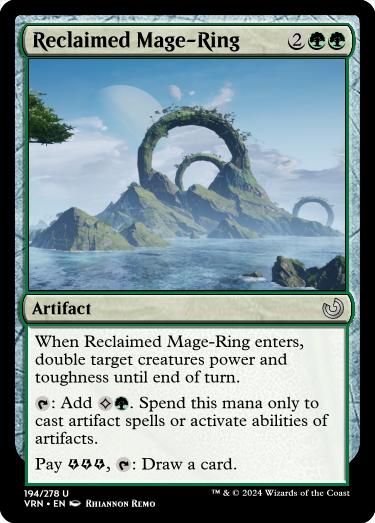 Reclaimed Mage-Ring 2
Artifact
When Reclaimed Mage-Ring enters,
double target creatures power and
toughness until end of turn.
: Add . Spend this mana only to
cast artifact spells or activate abilities of
artifacts.
Pay , : Draw a card.
194/278 U
VRN • EN Rhiannon Remo
™ & © 2024 Wizards of the Coast